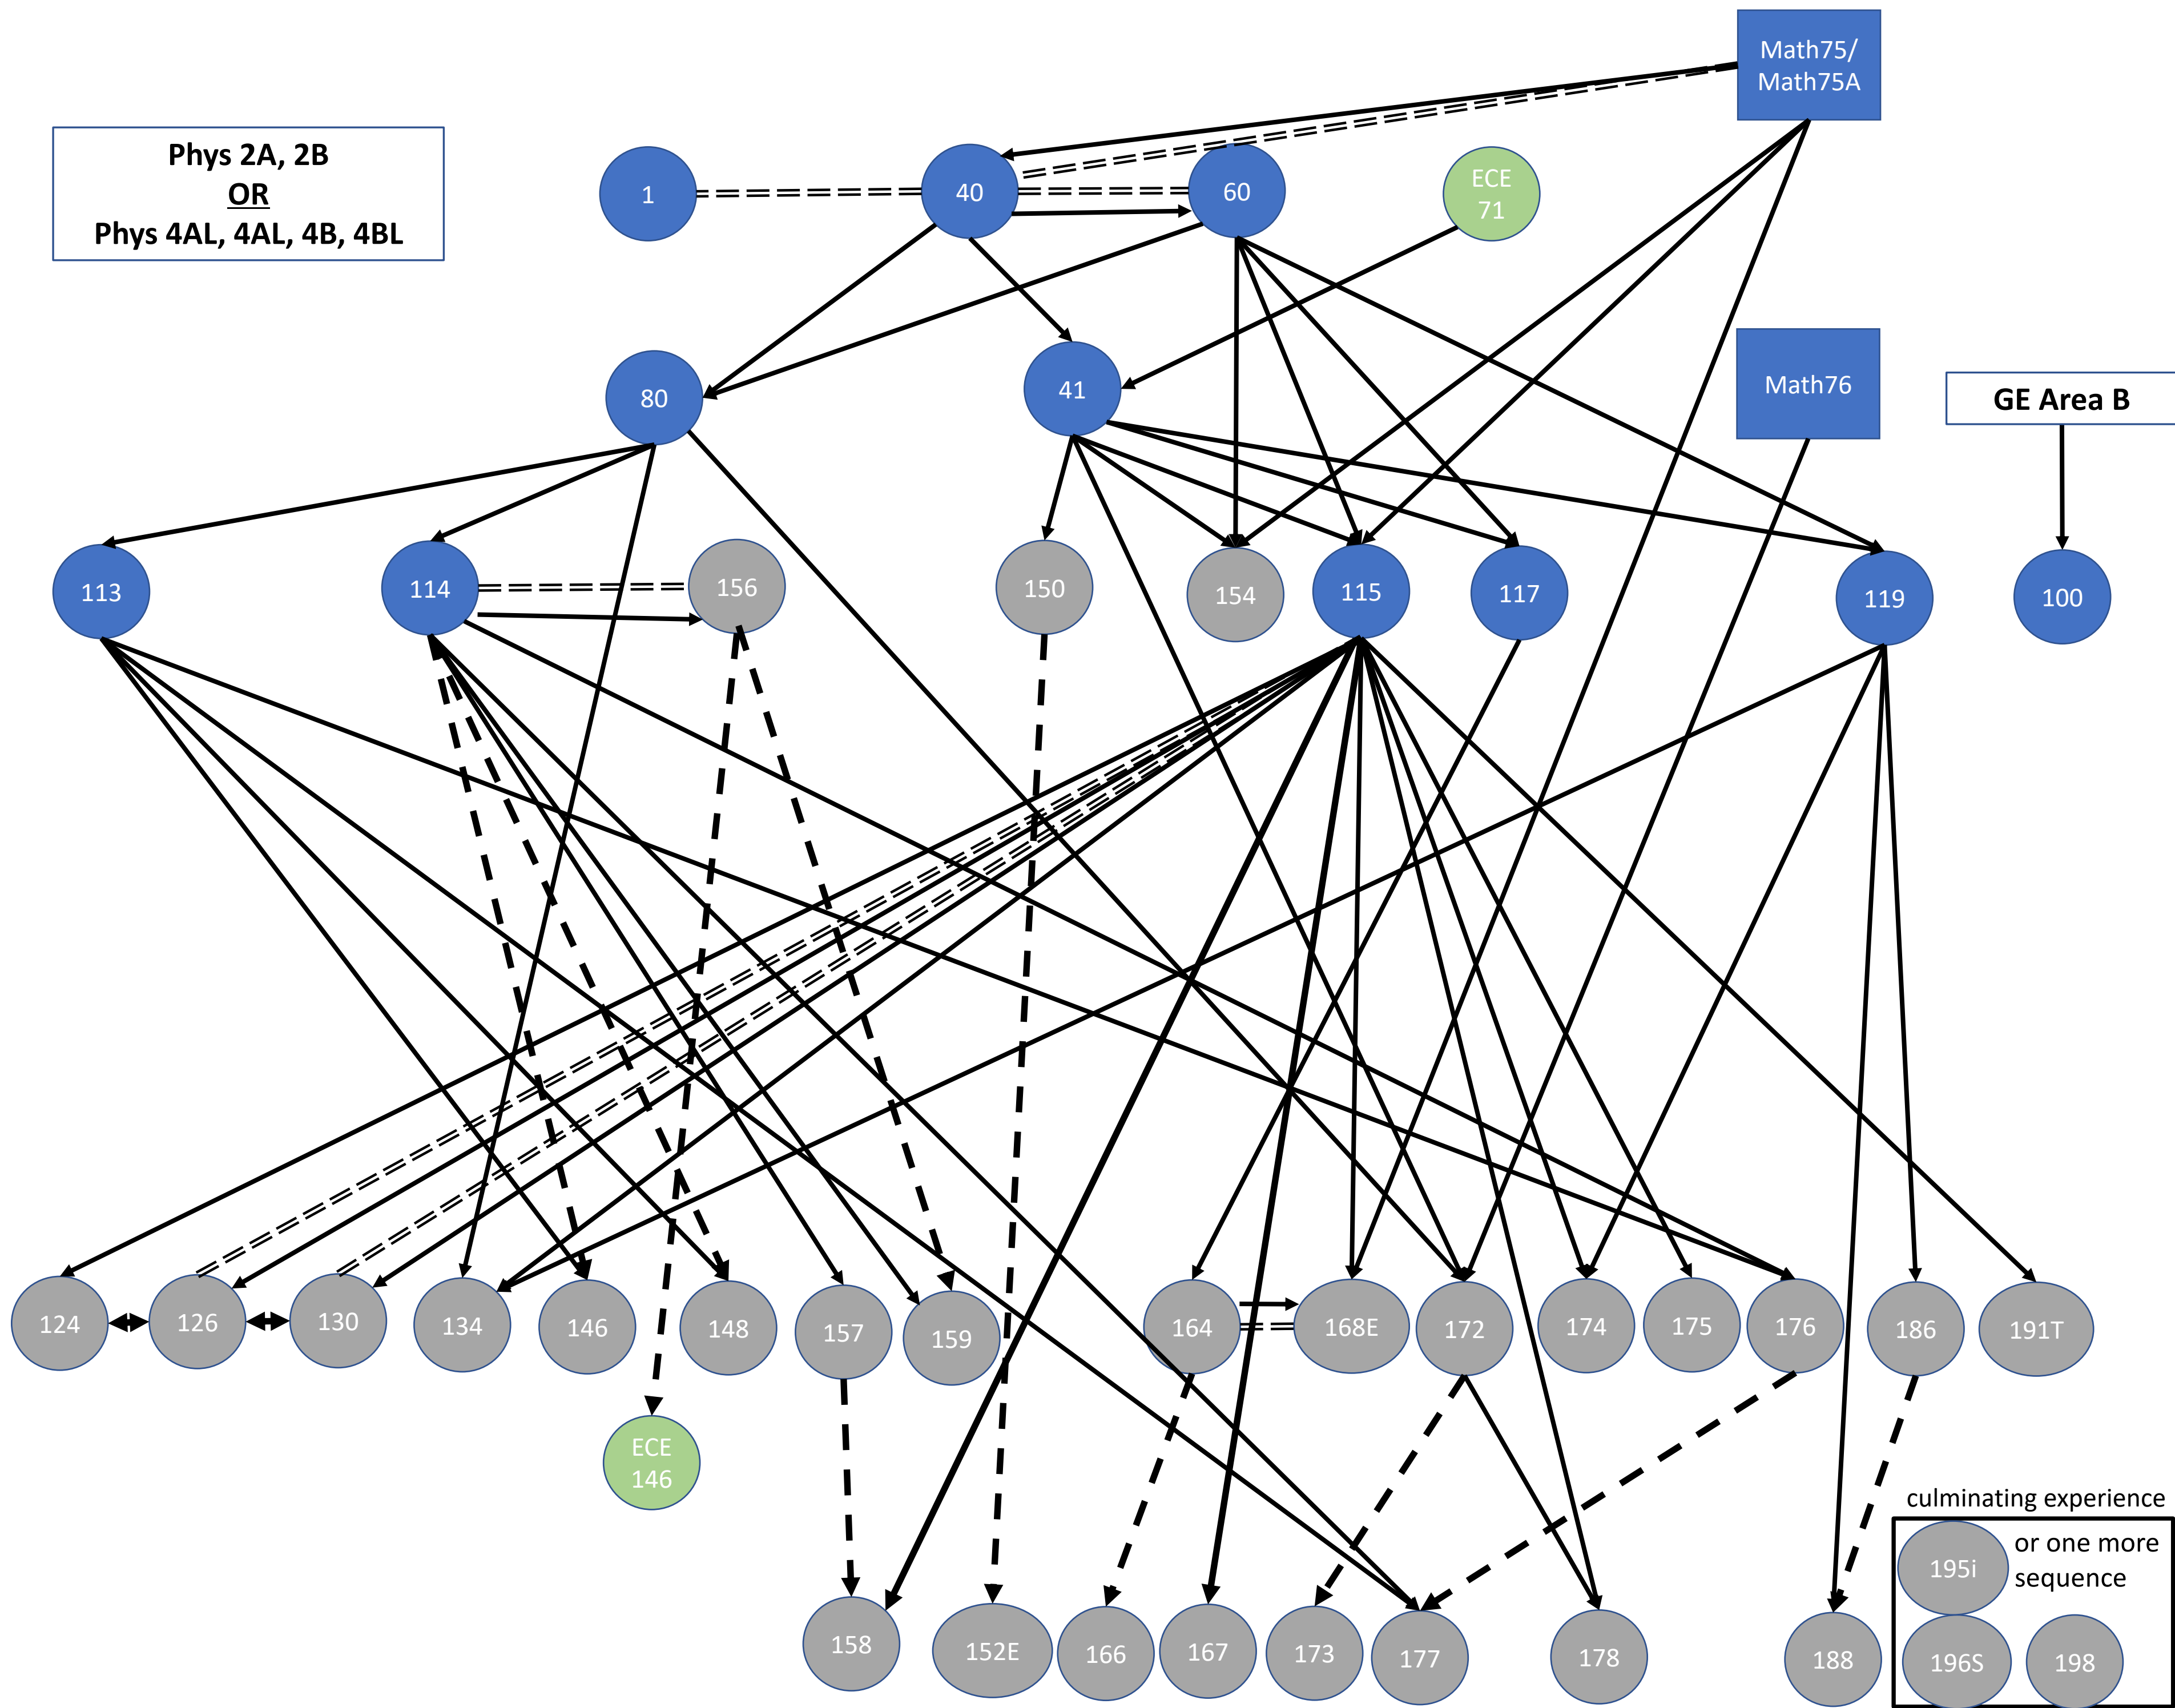 Math75/
Math75A
Phys 2A, 2B
OR
Phys 4AL, 4AL, 4B, 4BL
1
40
60
ECE
71
80
41
Math76
GE Area B
113
114
156
150
154
115
117
119
100
124
126
130
134
146
148
157
159
164
168E
172
174
175
176
186
191T
ECE
146
culminating experience
195i
or one more
sequence
158
152E
166
167
173
177
178
188
196S
198